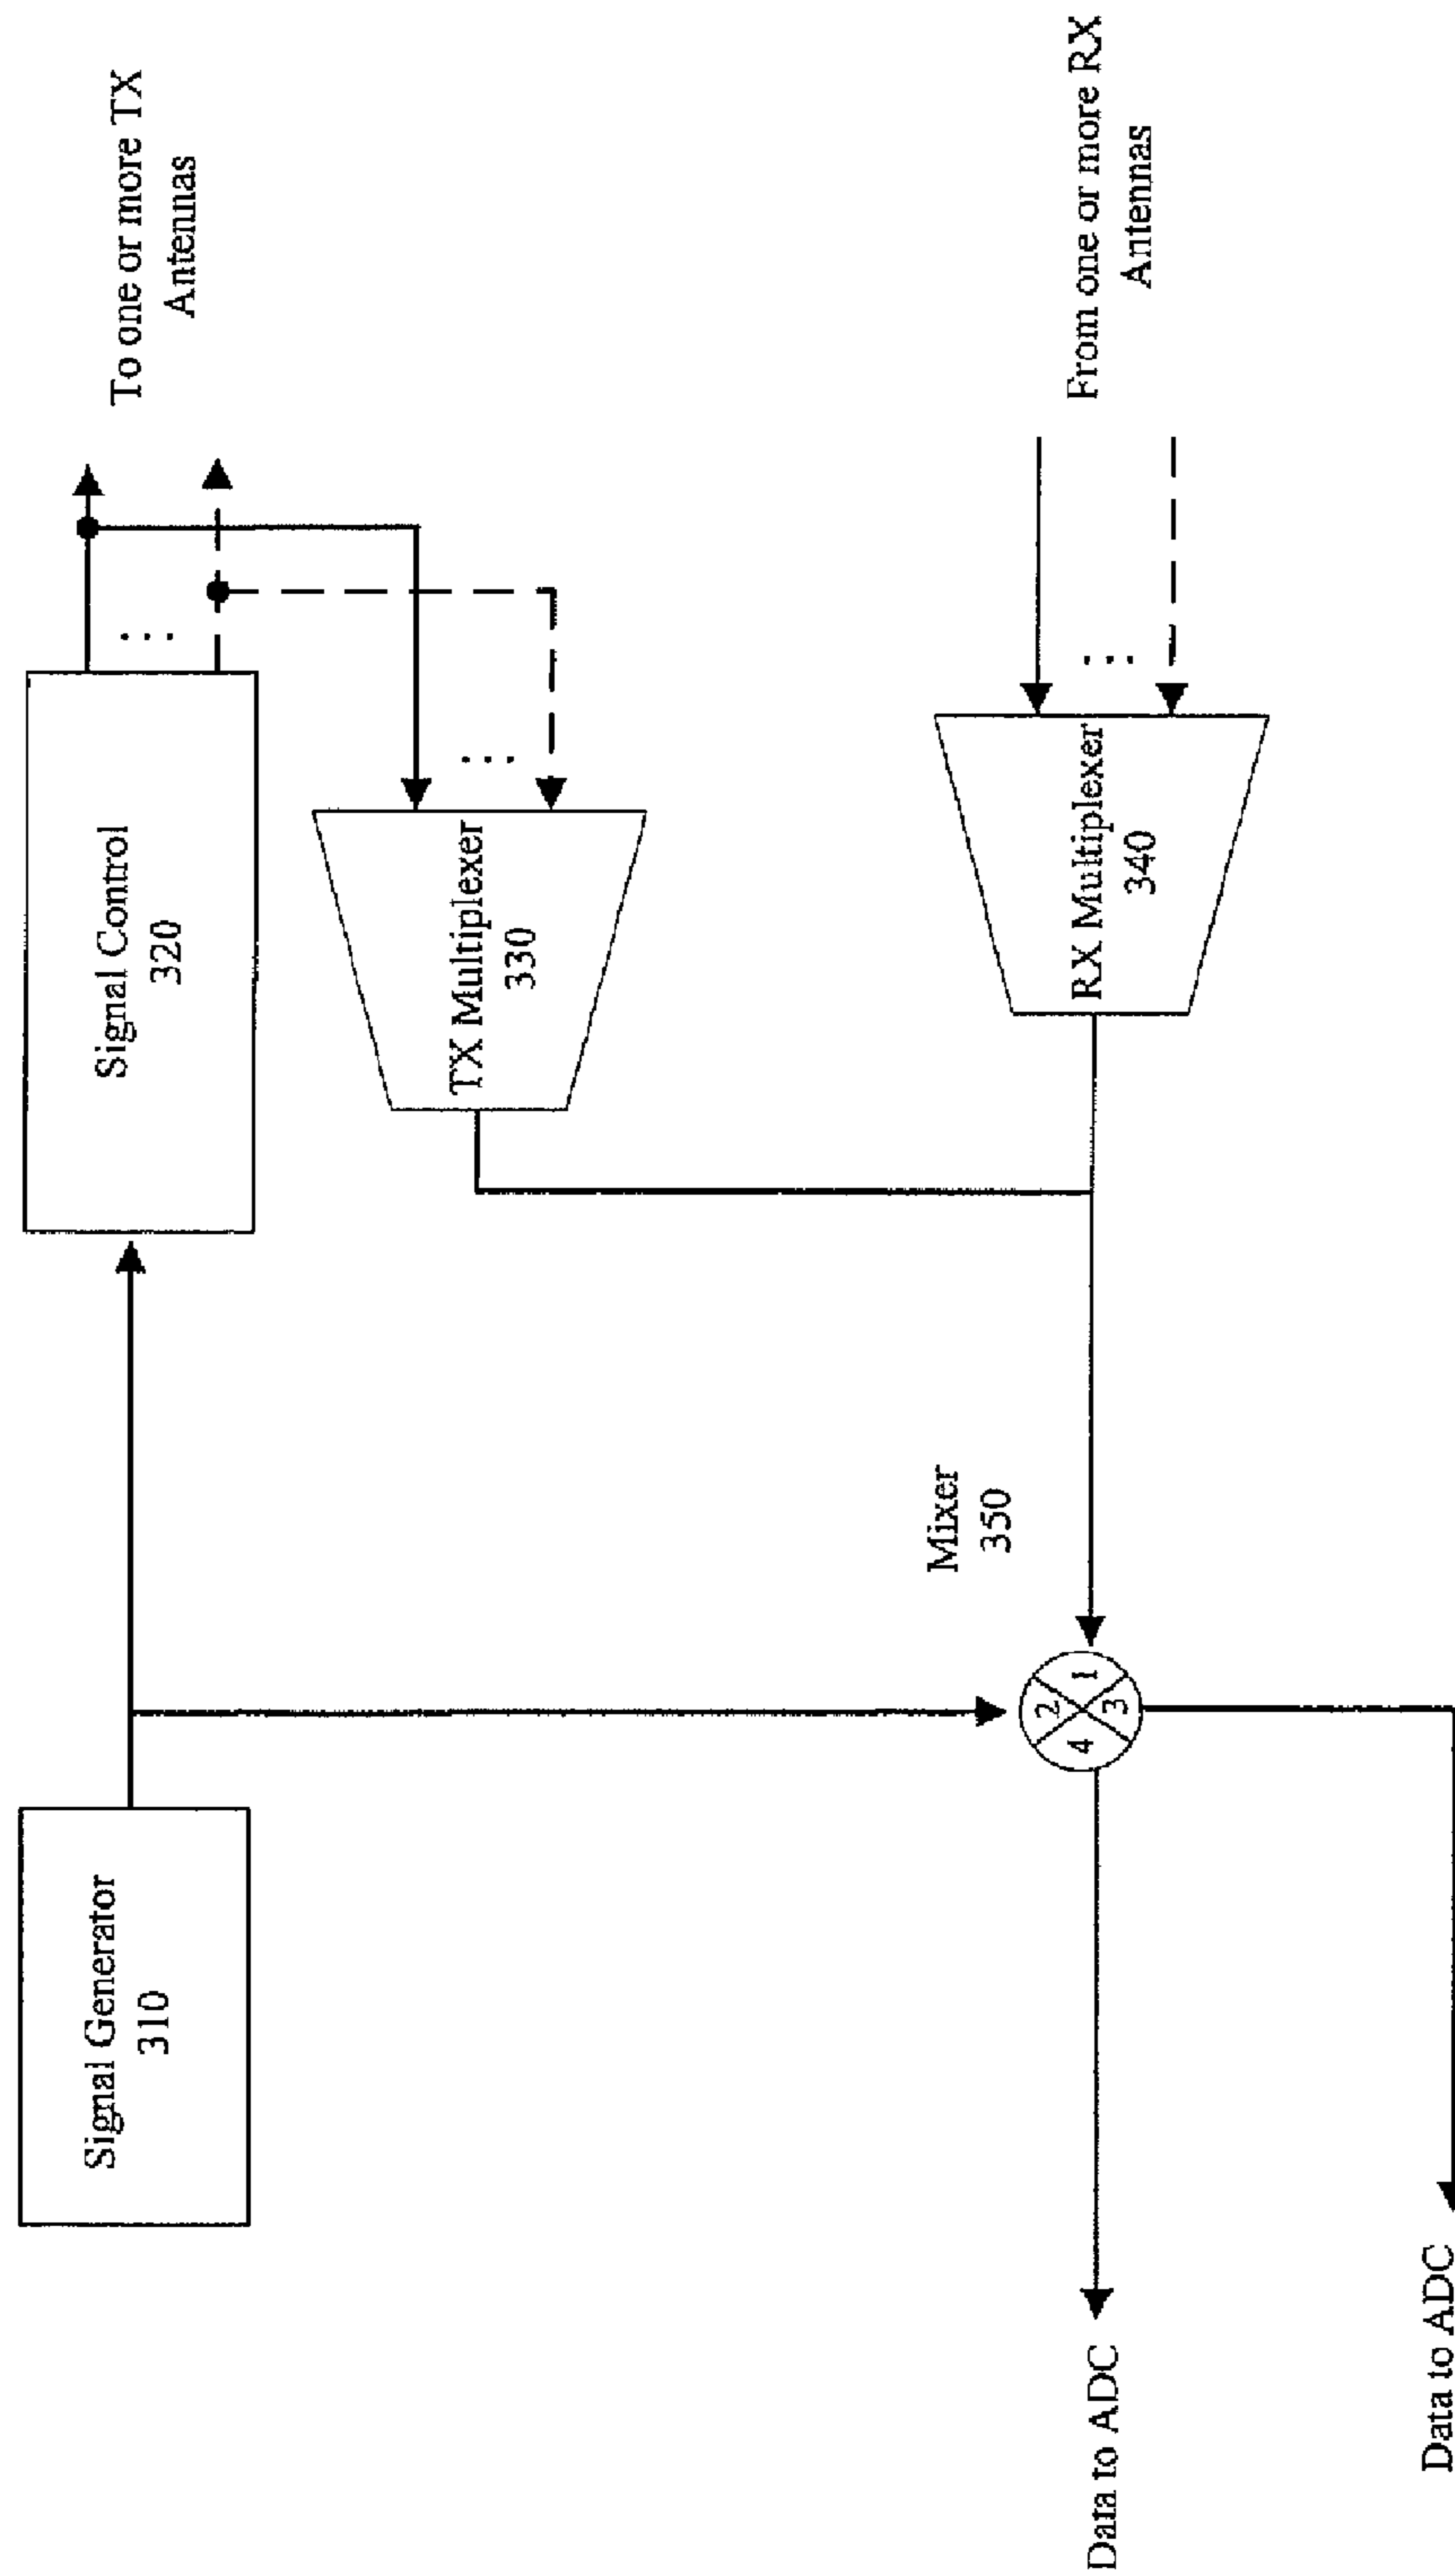 Signal Generator
310
Signal Control
320
To one or more TX
Antennas
TX Multiplexer
330
RX Multiplexer
340
From one or more RX
Antennas
Mixer
350
1
2
3
4
Data to ADC
Data to ADC